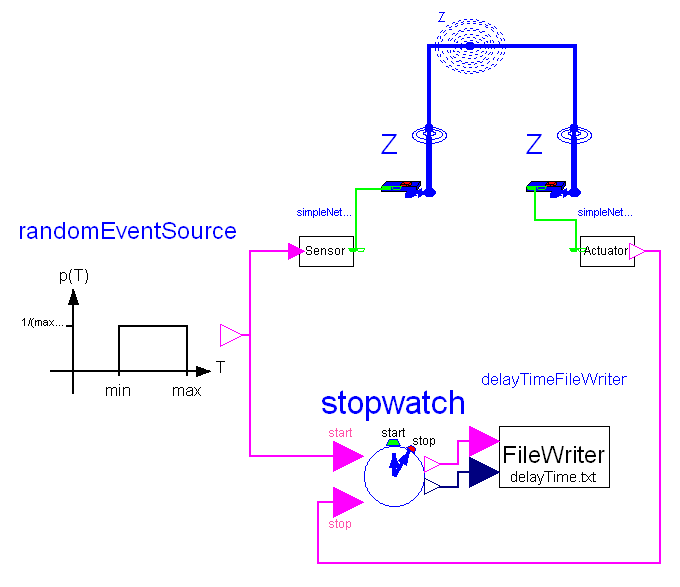 Z
Z
Z
simpleNet...
simpleNet...
randomEventSource
Sensor
Actuator
p(T)
1/(max...
T
min
max
delayTimeFileWriter
stopwatch
start
start
stop
FileWriter
delayTime.txt
stop